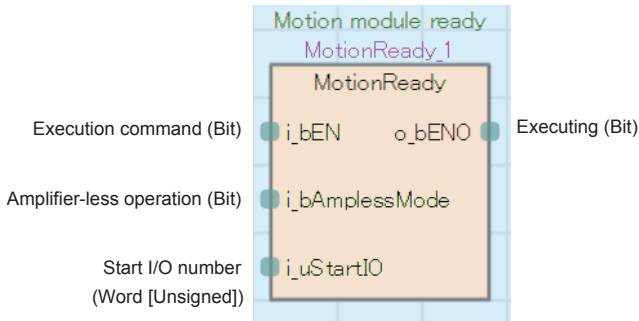 Motion module ready
MotionReady_1
MotionReady
Execution command (Bit)
i_bEN
o_bENO
Executing (Bit)
Amplifier-less operation (Bit)
i_bAmplessMode
Start I/O number
(Word [Unsigned])
i_uStartIO